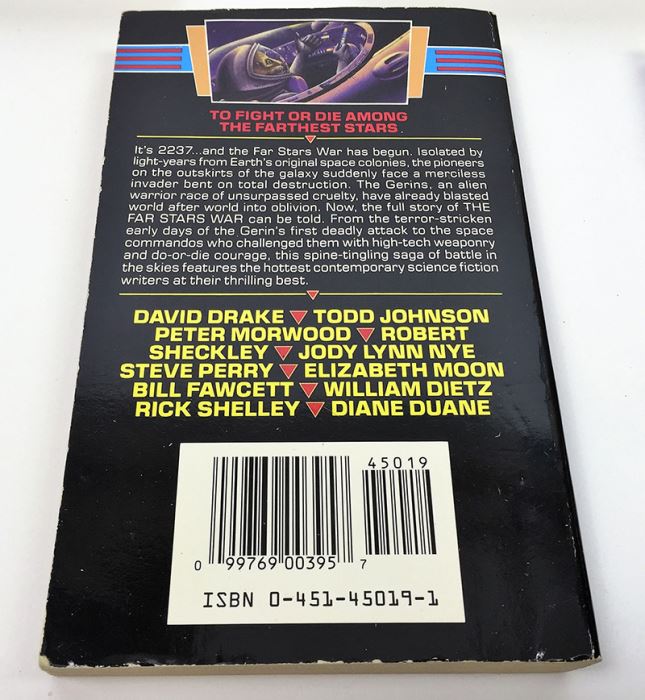 TO FIGHT OR DIE AMONG
THE FARTHEST STARS
It's 2237...and the Far Stars War has begun. Isolated by
light-years from Earth's original space colonies, the pioneers
on the outskirts of the galaxy suddenly face a merciless
invader bent on total destruction. The Gerins, an alien
warrior race of unsurpassed cruelty, have already blasted
world after world into oblivion. Now, the full story of THE
FAR STARS WAR can be told. From the terror-stricken
early days of the Gerin's first deadly attack to the space
commandos who challenged them with high-tech weaponry
and do-or-die courage, this spine-tingling saga of battle in
the skies features the hottest contemporary science fiction
writers at their thrilling best.
DAVID DRAKE ▼ TODD JOHNSON
PETER MORWOOD ▼ ROBERT
SHECKLEY ▼ JODY LYNN NYE
STEVE PERRY ▼ ELIZABETH MOON
BILL FAWCETT ▼ WILLIAM DIETZ
RICK SHELLEY ▼ DIANE DUANE
45019
0 99769 00395 7
ISBN 0-451-45019-1